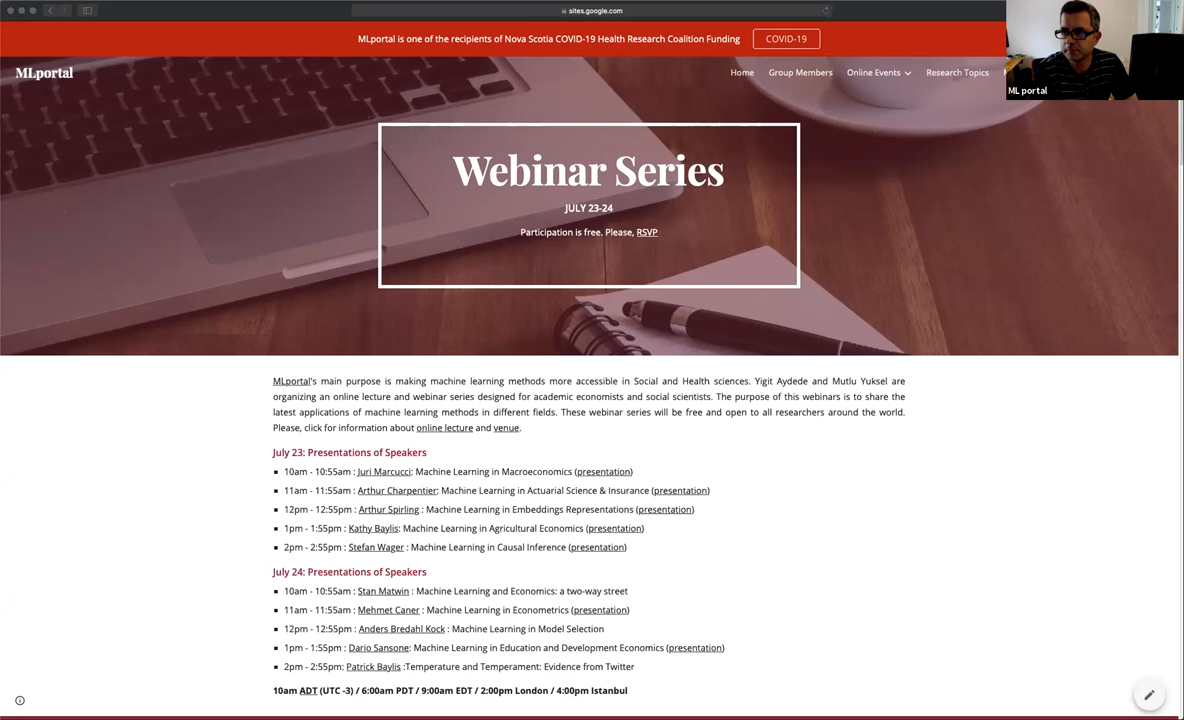 sites.google.com
MLportal is one of the recipients of Nova Scotia COVID-19 Health Research Coalition Funding
COVID-19
MLportal
Home
Group Members
Online Events
Research Topics
ML portal
Webinar Series
JULY 23-24
Participation is free. Please, RSVP
MLportal's main purpose is making machine learning methods more accessible in Social and Health sciences. Yigit Aydede and Mutlu Yuksel are
organizing an online lecture and webinar series designed for academic economists and social scientists. The purpose of this webinars is to share the
latest applications of machine learning methods in different fields. These webinar series will be free and open to all researchers around the world.
Please, click for information about online lecture and venue.
July 23: Presentations of Speakers
▪ 10am - 10:55am : Juri Marcucci: Machine Learning in Macroeconomics (presentation)
▪ 11am - 11:55am : Arthur Charpentier: Machine Learning in Actuarial Science & Insurance (presentation)
▪ 12pm - 12:55pm : Arthur Spirling : Machine Learning in Embeddings Representations (presentation)
▪ 1pm - 1:55pm : Kathy Baylis: Machine Learning in Agricultural Economics (presentation)
▪ 2pm - 2:55pm : Stefan Wager : Machine Learning in Causal Inference (presentation)
July 24: Presentations of Speakers
▪ 10am - 10:55am : Stan Matwin : Machine Learning and Economics: a two-way street
▪ 11am - 11:55am : Mehmet Caner : Machine Learning in Econometrics (presentation)
▪ 12pm - 12:55pm : Anders Bredahl Kock : Machine Learning in Model Selection
▪ 1pm - 1:55pm : Dario Sansone: Machine Learning in Education and Development Economics (presentation)
▪ 2pm - 2:55pm: Patrick Baylis :Temperature and Temperament: Evidence from Twitter
10am ADT (UTC -3) / 6:00am PDT / 9:00am EDT / 2:00pm London / 4:00pm Istanbul